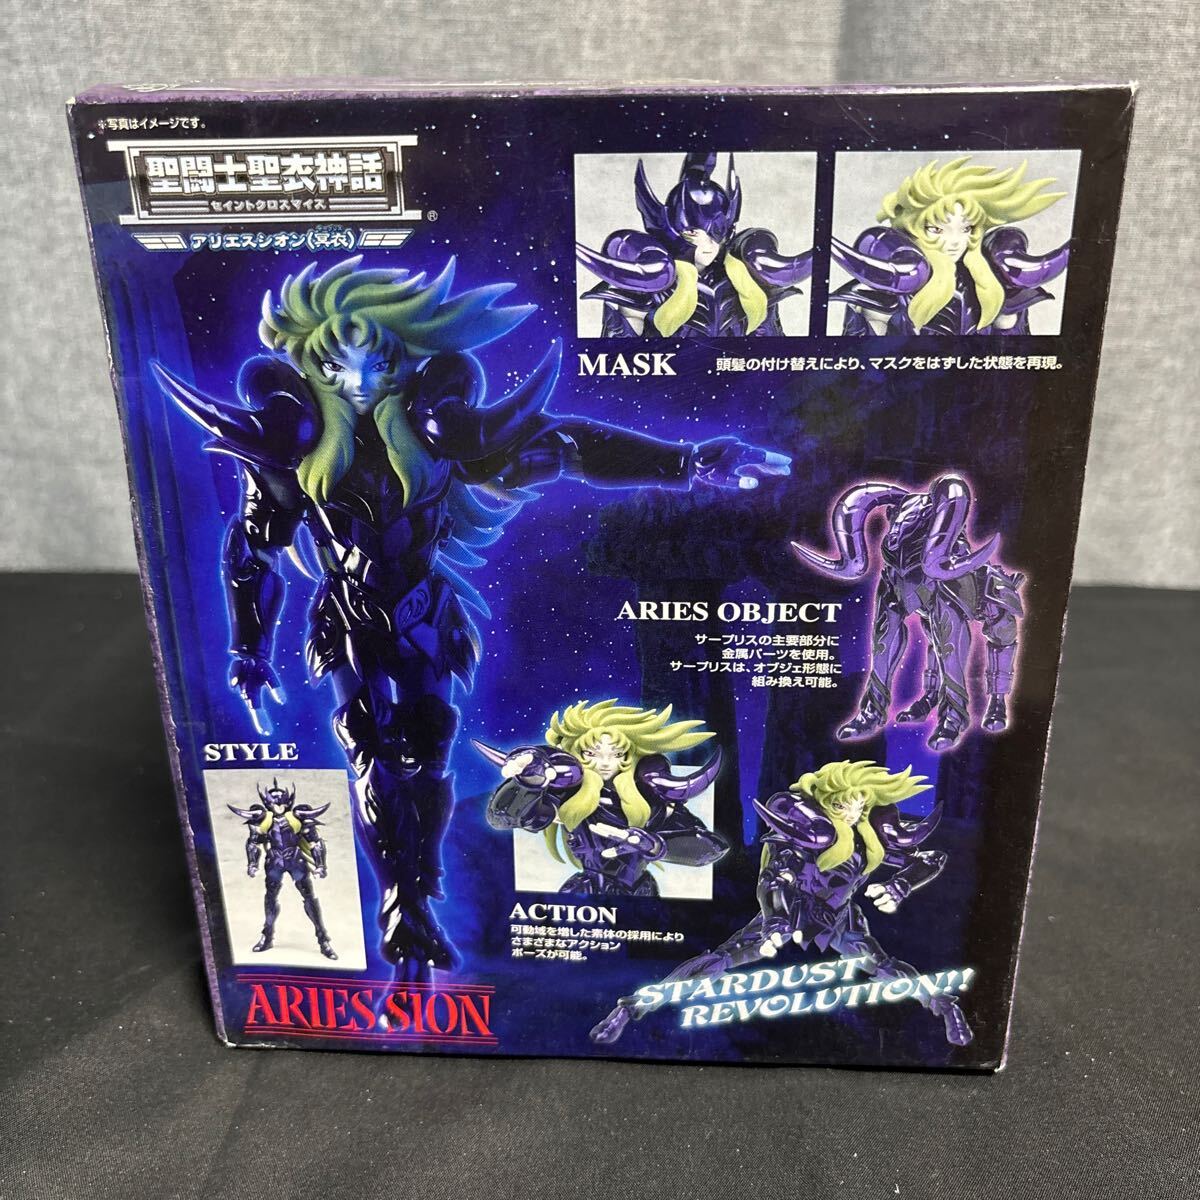 ※写真はイメージです。
聖闘士聖衣神話
セイントクロスマイス
®
サープリス
アリエスシオン(冥衣)
MASK
頭髪の付け替えにより、マスクをはずした状態を再現。
ARIES OBJECT
サープリスの主要部分に
金属パーツを使用。
サープリスは、オブジェ形態に
組み換え可能。
STYLE
ACTION
可動域を増した素体の採用により
さまざまなアクション
ポーズが可能。
ARIES SION
STARDUST
REVOLUTION!!